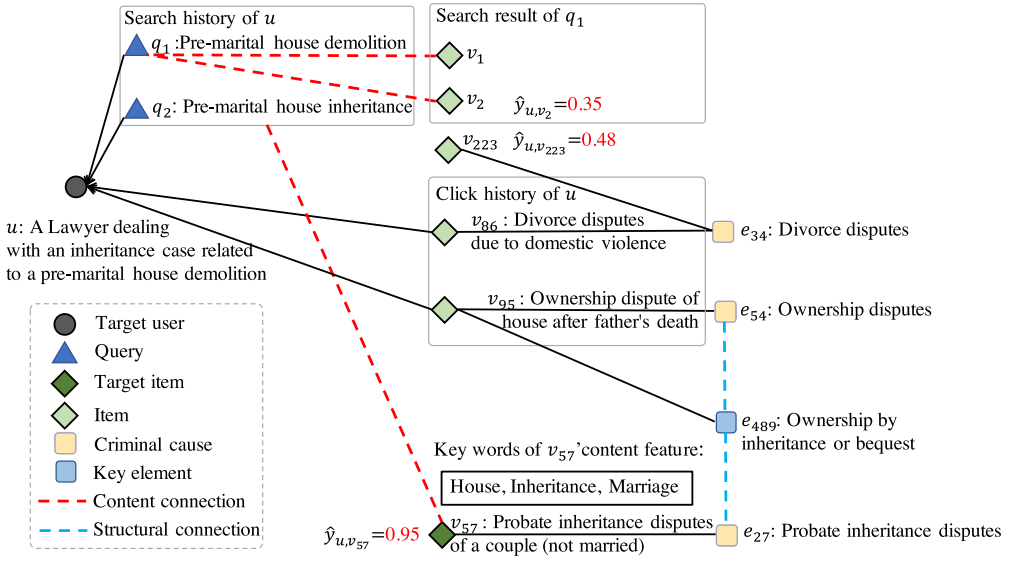 Search history of u
q1 :Pre-marital house demolition
q2: Pre-marital house inheritance
Search result of q1
v1
v2 ŷu,v2=0.35
v223 ŷu,v223=0.48
Click history of u
v86 : Divorce disputes
due to domestic violence
v95 : Ownership dispute of
house after father's death
e34: Divorce disputes
e54: Ownership disputes
e489: Ownership by
inheritance or bequest
u: A Lawyer dealing
with an inheritance case related
to a pre-marital house demolition
Target user
Query
Target item
Item
Criminal cause
Key element
Content connection
Structural connection
Key words of v57'content feature:
House, Inheritance, Marriage
ŷu,v57=0.95
v57 : Probate inheritance disputes
of a couple (not married)
e27: Probate inheritance disputes